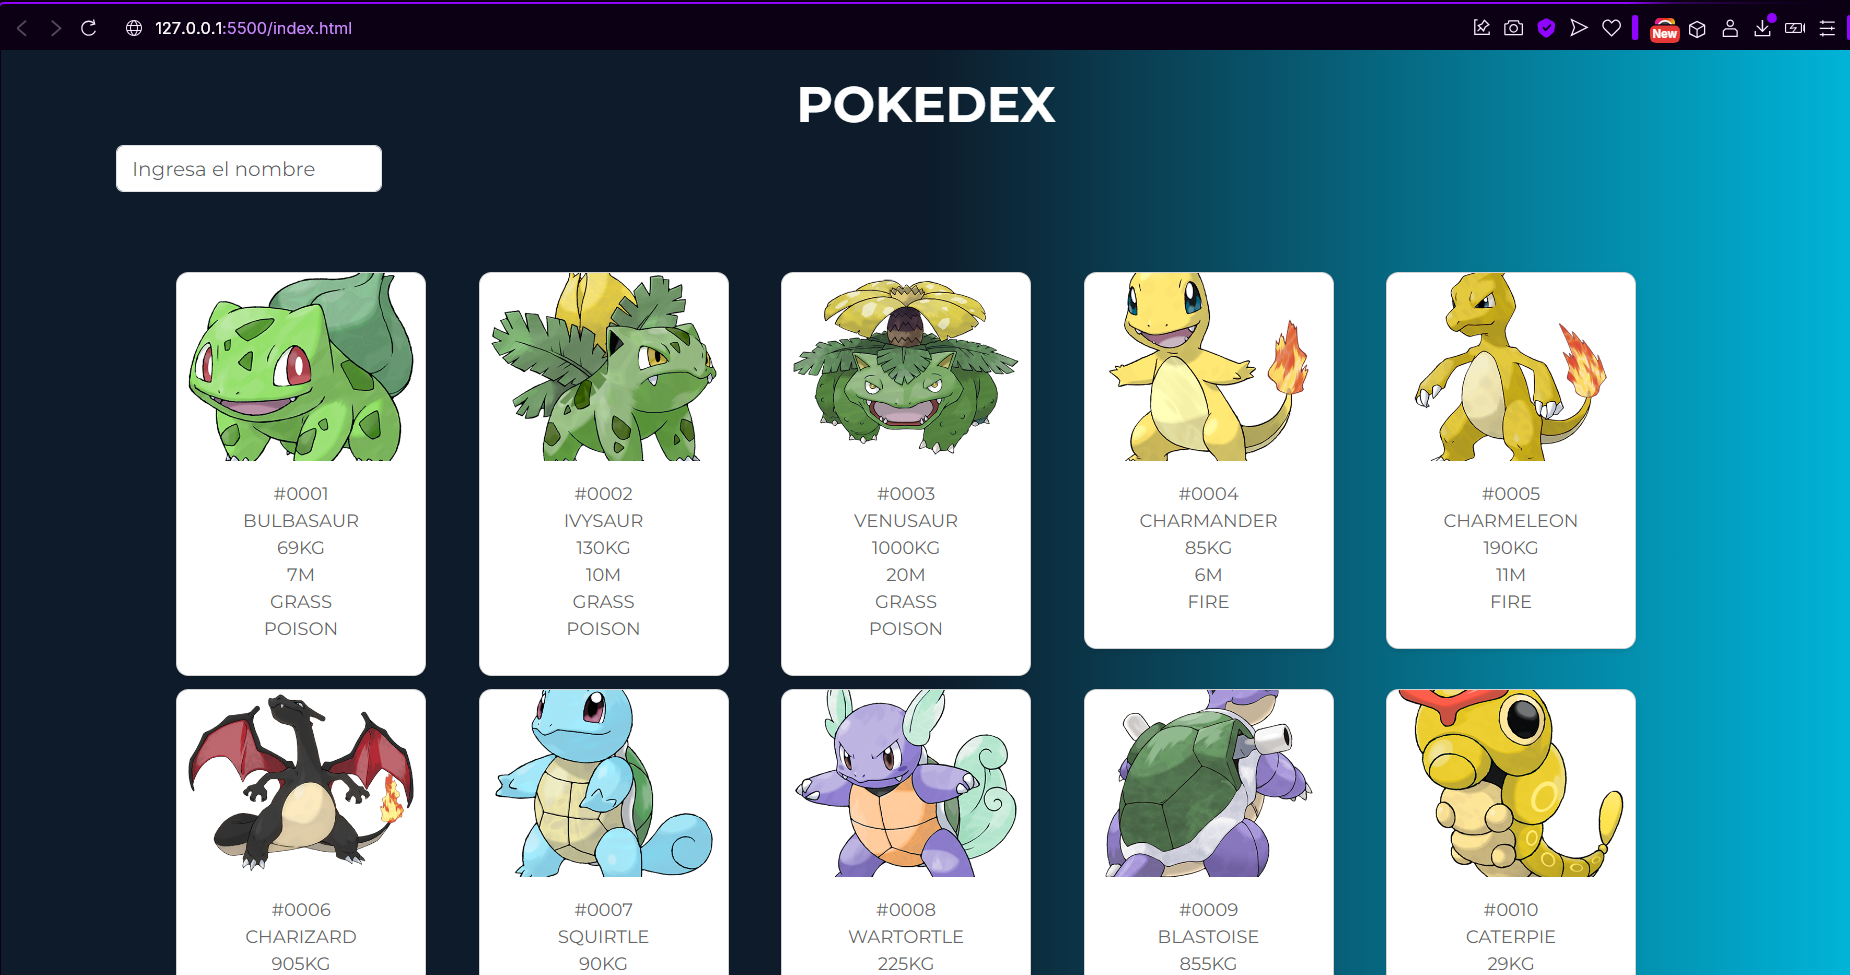 127.0.0.1:5500/index.html
New
POKEDEX
Ingresa el nombre
#0001
BULBASAUR
69KG
7M
GRASS
POISON
#0002
IVYSAUR
130KG
10M
GRASS
POISON
#0003
VENUSAUR
1000KG
20M
GRASS
POISON
#0004
CHARMANDER
85KG
6M
FIRE
#0005
CHARMELEON
190KG
11M
FIRE
#0006
CHARIZARD
905KG
#0007
SQUIRTLE
90KG
#0008
WARTORTLE
225KG
#0009
BLASTOISE
855KG
#0010
CATERPIE
29KG